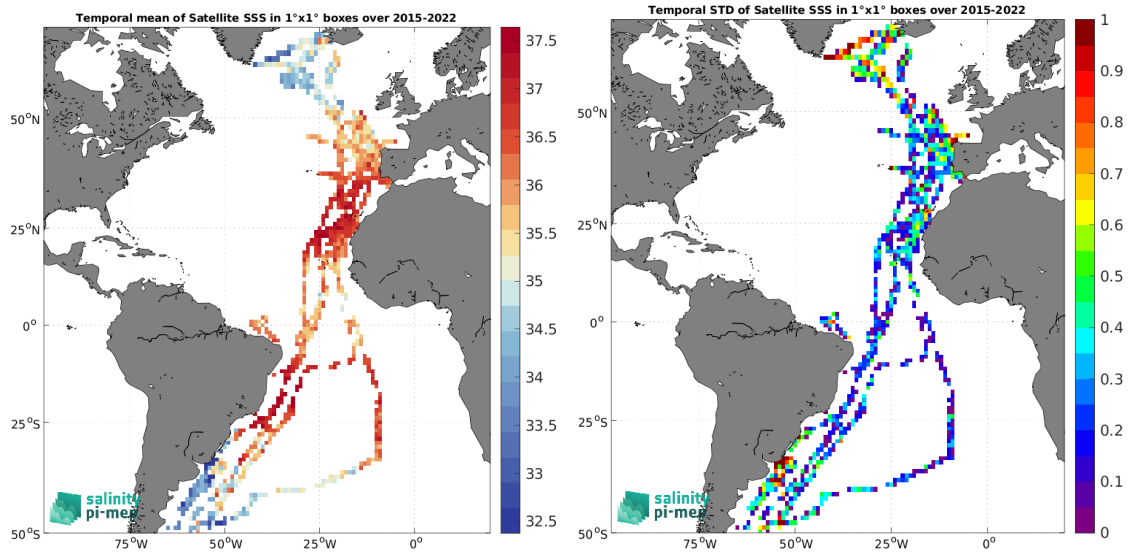 Temporal mean of Satellite SSS in 1°x1° boxes over 2015-2022
50°N
25°N
0°
25°S
50°S
75°W
50°W
25°W
0°
37.5
37
36.5
36
35.5
35
34.5
34
33.5
33
32.5
salinity
pi-mep
Temporal STD of Satellite SSS in 1°x1° boxes over 2015-2022
50°N
25°N
0°
25°S
50°S
75°W
50°W
25°W
0°
1
0.9
0.8
0.7
0.6
0.5
0.4
0.3
0.2
0.1
0
salinity
pi-mep